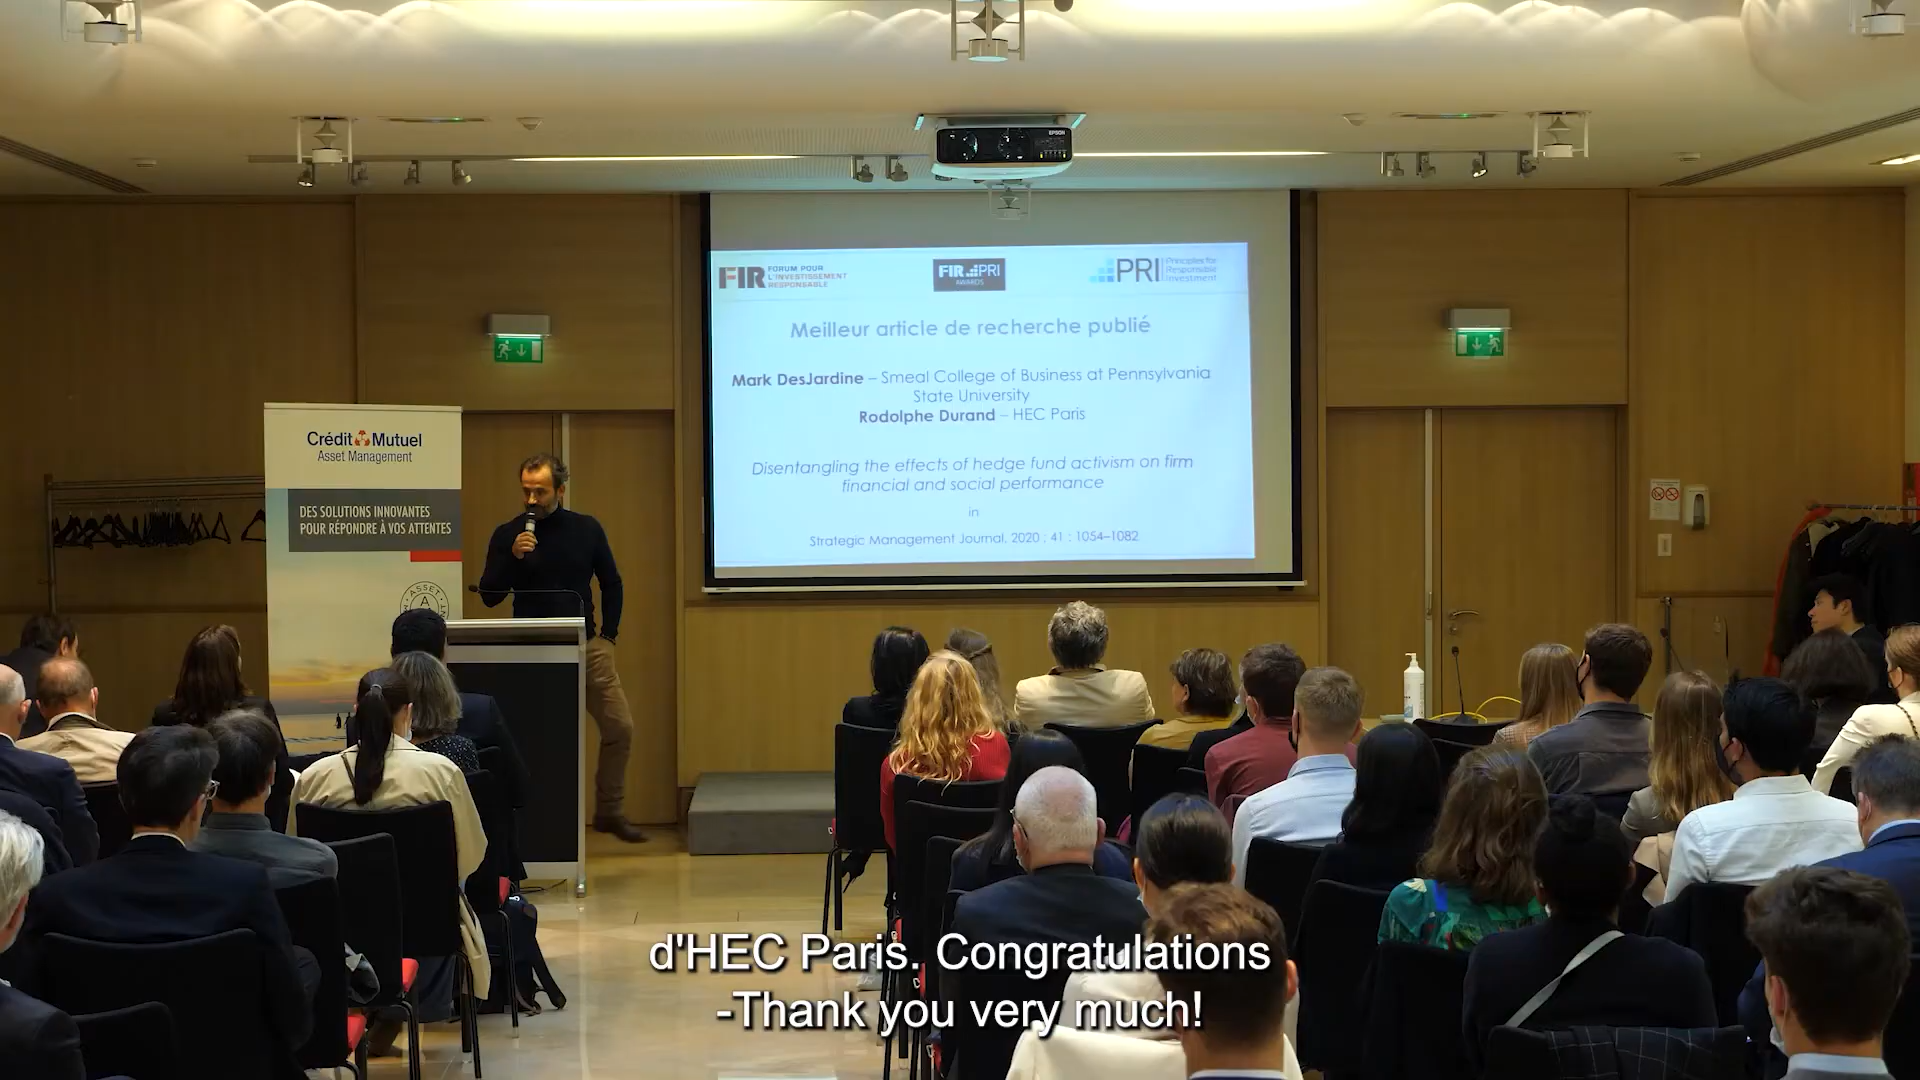 EPSON
FIR FORUM POUR
L'INVESTISSEMENT
RESPONSABLE
FIR PRI
AWARDS
PRI Principles for
Responsible
Investment
Meilleur article de recherche publié
Mark DesJardine – Smeal College of Business at Pennsylvania
State University
Rodolphe Durand – HEC Paris
Disentangling the effects of hedge fund activism on firm
financial and social performance
in
Strategic Management Journal, 2020 ; 41 : 1054–1082
Crédit Mutuel
Asset Management
DES SOLUTIONS INNOVANTES
POUR RÉPONDRE À VOS ATTENTES
ASSET
A
d'HEC Paris. Congratulations
-Thank you very much!